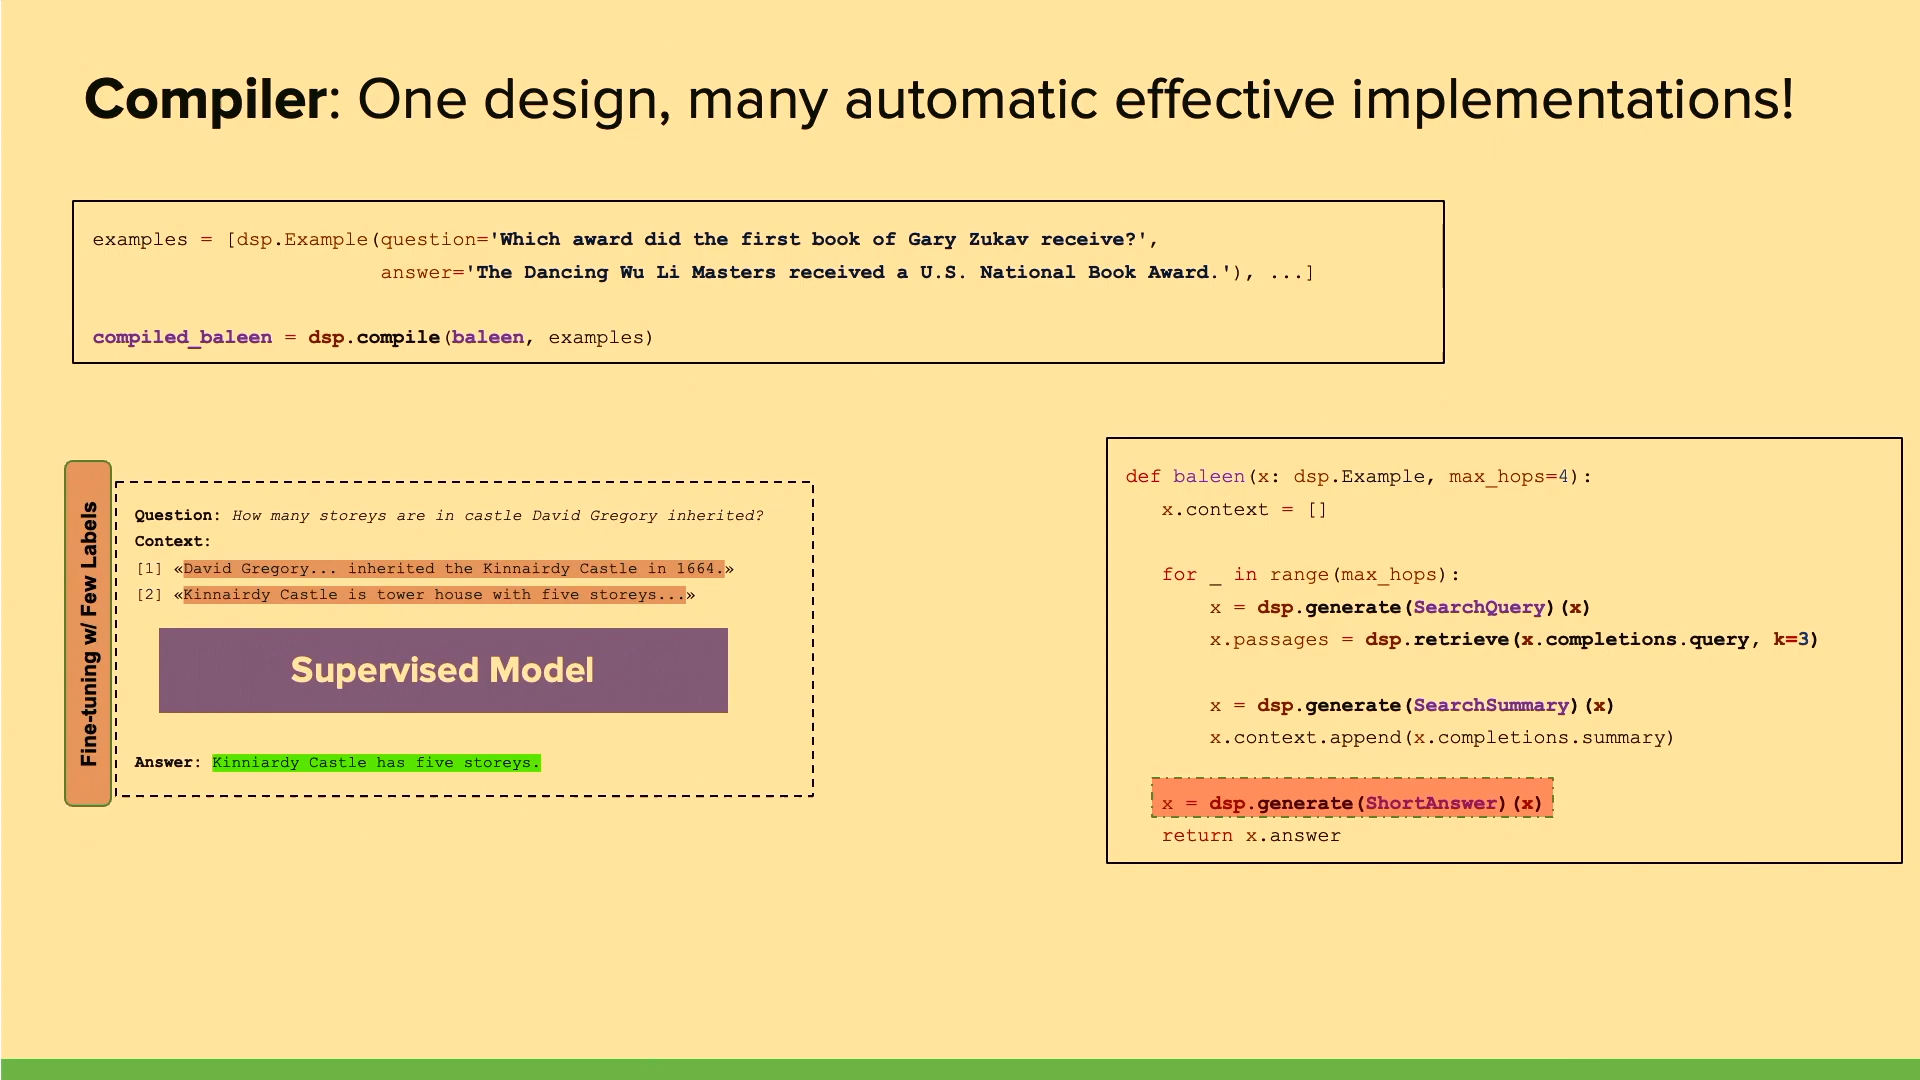 Compiler: One design, many automatic effective implementations!
examples = [dsp.Example(question='Which award did the first book of Gary Zukav receive?',
answer='The Dancing Wu Li Masters received a U.S. National Book Award.'), ...]
compiled_baleen = dsp.compile(baleen, examples)
Fine-tuning w/ Few Labels
Question: How many storeys are in castle David Gregory inherited?
Context:
[1] «David Gregory... inherited the Kinnairdy Castle in 1664.»
[2] «Kinnairdy Castle is tower house with five storeys...»
Supervised Model
Answer: Kinniardy Castle has five storeys.
def baleen(x: dsp.Example, max_hops=4):
x.context = []
for _ in range(max_hops):
x = dsp.generate(SearchQuery)(x)
x.passages = dsp.retrieve(x.completions.query, k=3)
x = dsp.generate(SearchSummary)(x)
x.context.append(x.completions.summary)
x = dsp.generate(ShortAnswer)(x)
return x.answer